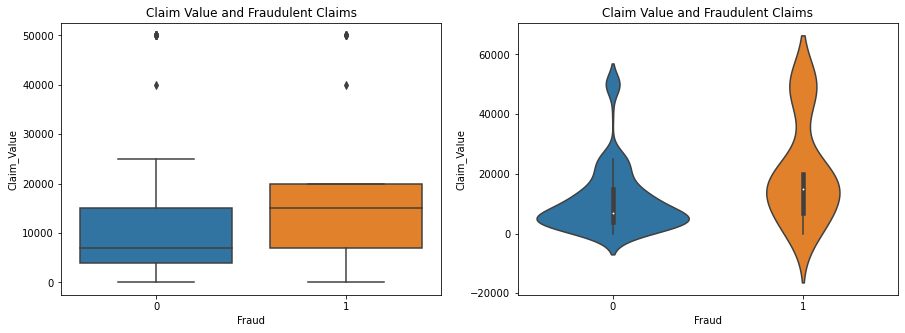 Claim Value and Fraudulent Claims
50000
40000
30000
20000
10000
0
Claim_Value
0
1
Fraud
Claim Value and Fraudulent Claims
60000
40000
20000
0
−20000
Claim_Value
0
1
Fraud